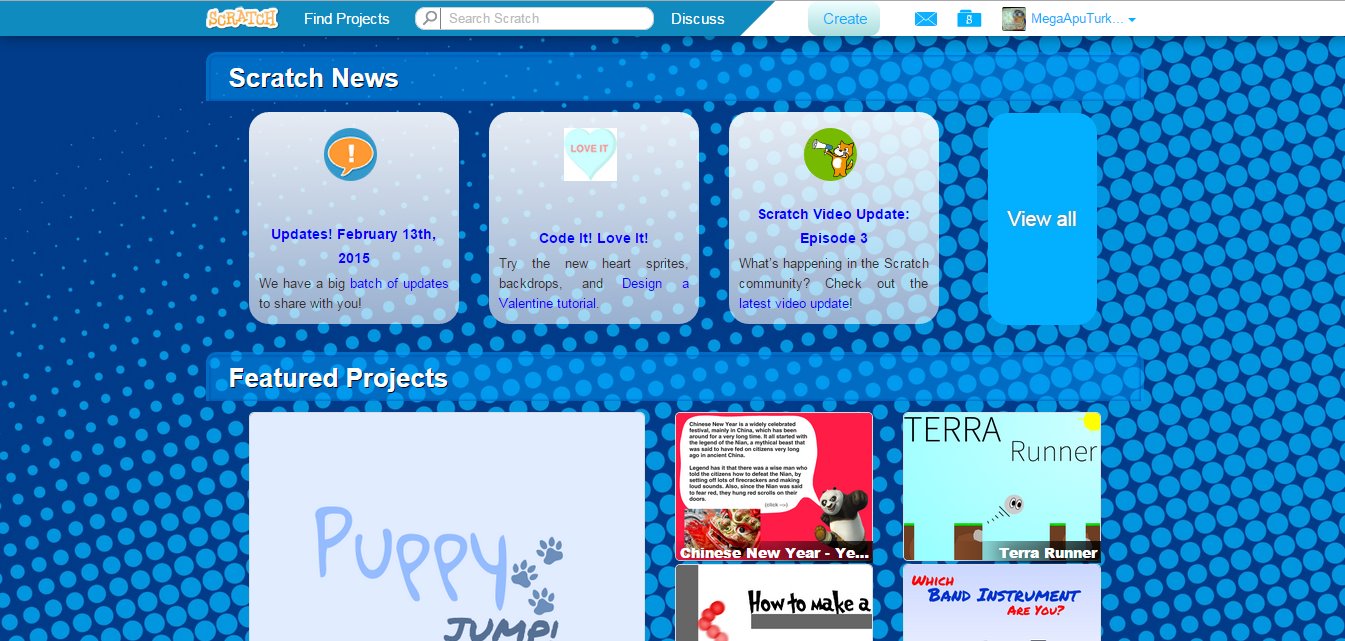 SCRATCH Find Projects Search Scratch Discuss Create 8 MegaApuTurk...
Scratch News
!
Updates! February 13th,
2015
We have a big batch of updates
to share with you!
LOVE IT
Code It! Love It!
Try the new heart sprites,
backdrops, and Design a
Valentine tutorial.
Scratch Video Update:
Episode 3
What's happening in the Scratch
community? Check out the
latest video update!
View all
Featured Projects
PUPPY
JUMP!
Chinese New Year is a widely celebrated
festival, mainly in China, which has been
around for a very long time. It all started with
the legend of the Nian, a mythical beast that
was said to have fed on citizens very long
ago in ancient China.
Legend has it that there was a wise man who
told the citizens how to defeat the Nian, by
setting off lots of firecrackers and making
loud sounds. Also, since the Nian was said
to fear red, they hung red scrolls on their
doors.
(click -->)
Chinese New Year - Ye...
TERRA
Runner
Terra Runner
How to make a
WHICH
BAND INSTRUMENT
ARE YOU?